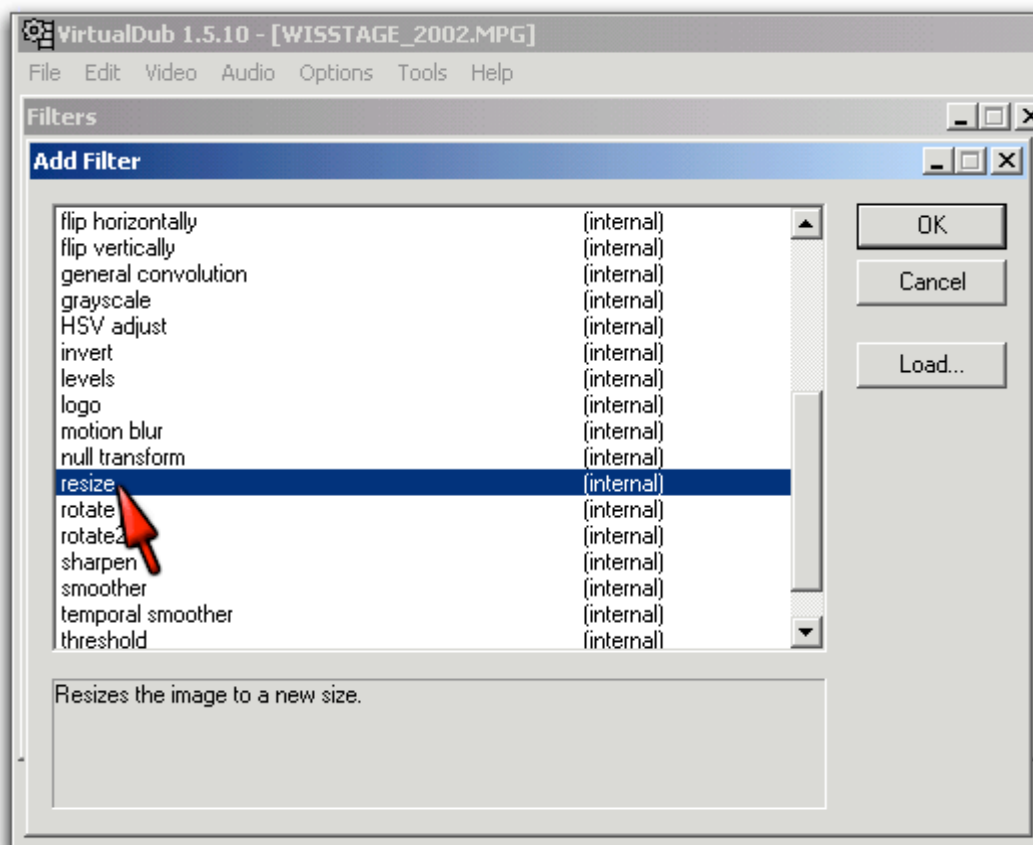 VirtualDub 1.5.10 - [WISSTAGE_2002.MPG]
File Edit Video Audio Options Tools Help
Filters
Add Filter
flip horizontally (internal)
flip vertically (internal)
general convolution (internal)
grayscale (internal)
HSV adjust (internal)
invert (internal)
levels (internal)
logo (internal)
motion blur (internal)
null transform (internal)
resize (internal)
rotate (internal)
rotate2 (internal)
sharpen (internal)
smoother (internal)
temporal smoother (internal)
threshold (internal)
OK
Cancel
Load...
Resizes the image to a new size.